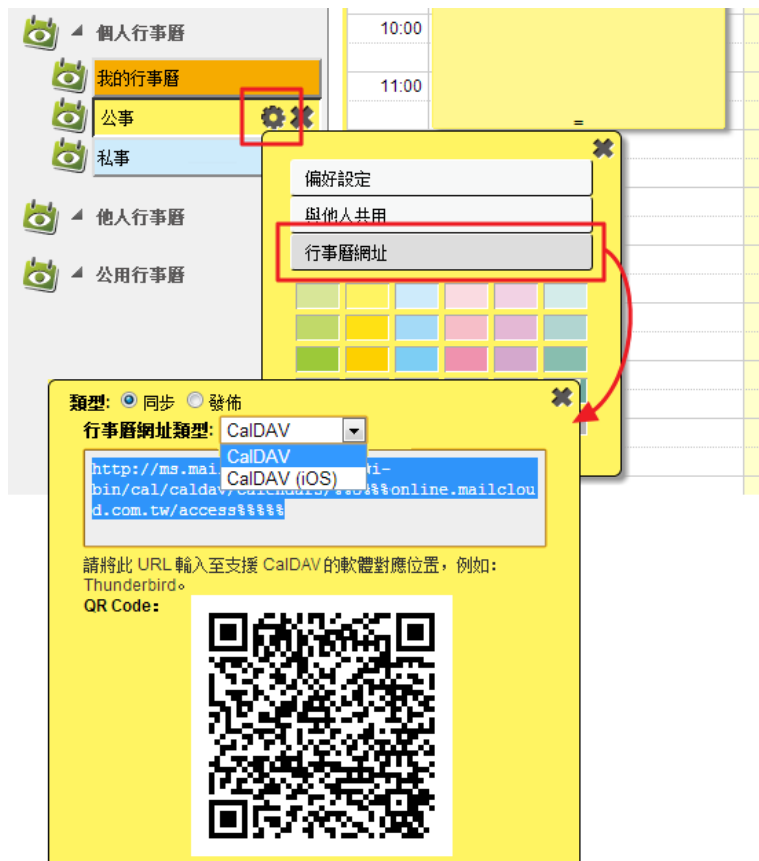 個人行事曆
10:00
我的行事曆
11:00
公事
=
私事
偏好設定
他人行事曆
與他人共用
行事曆網址
公用行事曆
類型: 同步 發佈
行事曆網址類型: CalDAV
CalDAV
CalDAV (iOS)
http://ms.mai
bin/cal/caldav/
online.mailclou
d.com.tw/access%%%%%
請將此 URL 輸入至支援 CalDAV 的軟體對應位置，例如：
Thunderbird。
QR Code：